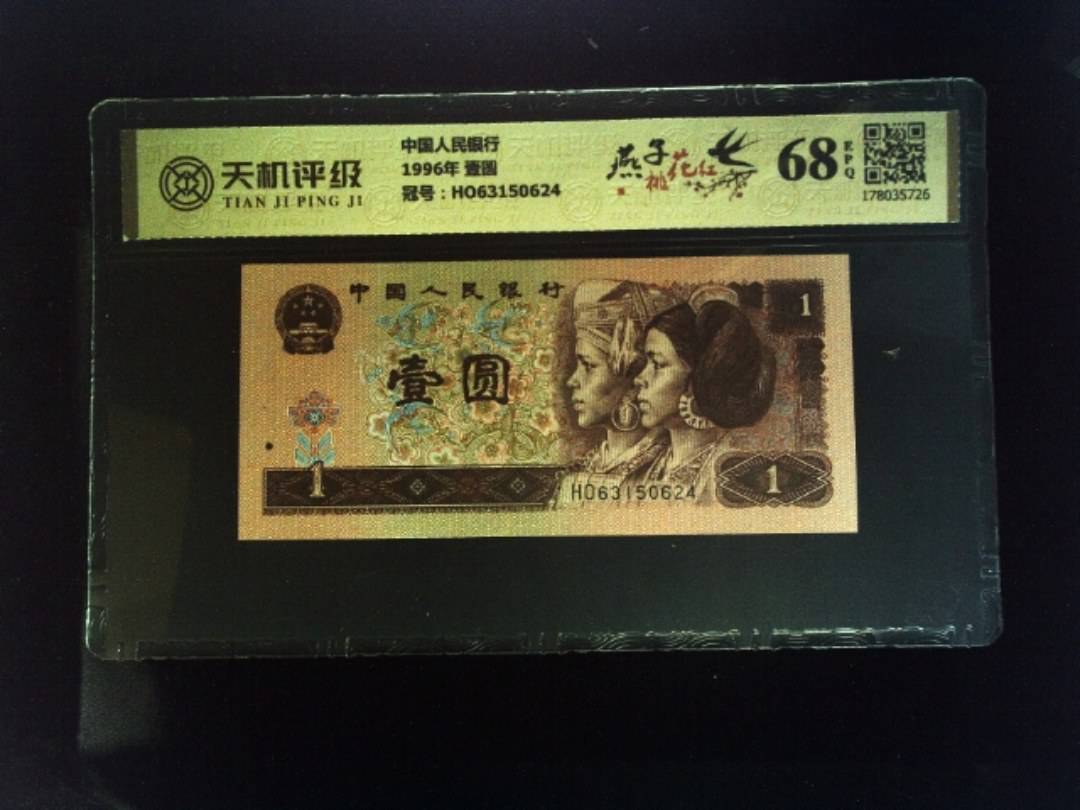 天机评级
TIAN JI PING JI
中国人民银行
1996年 壹圆
冠号：HO63150624
燕子
桃花红
68
EPQ
178035726
中国人民银行
1
壹圆
1
HO63150624
1